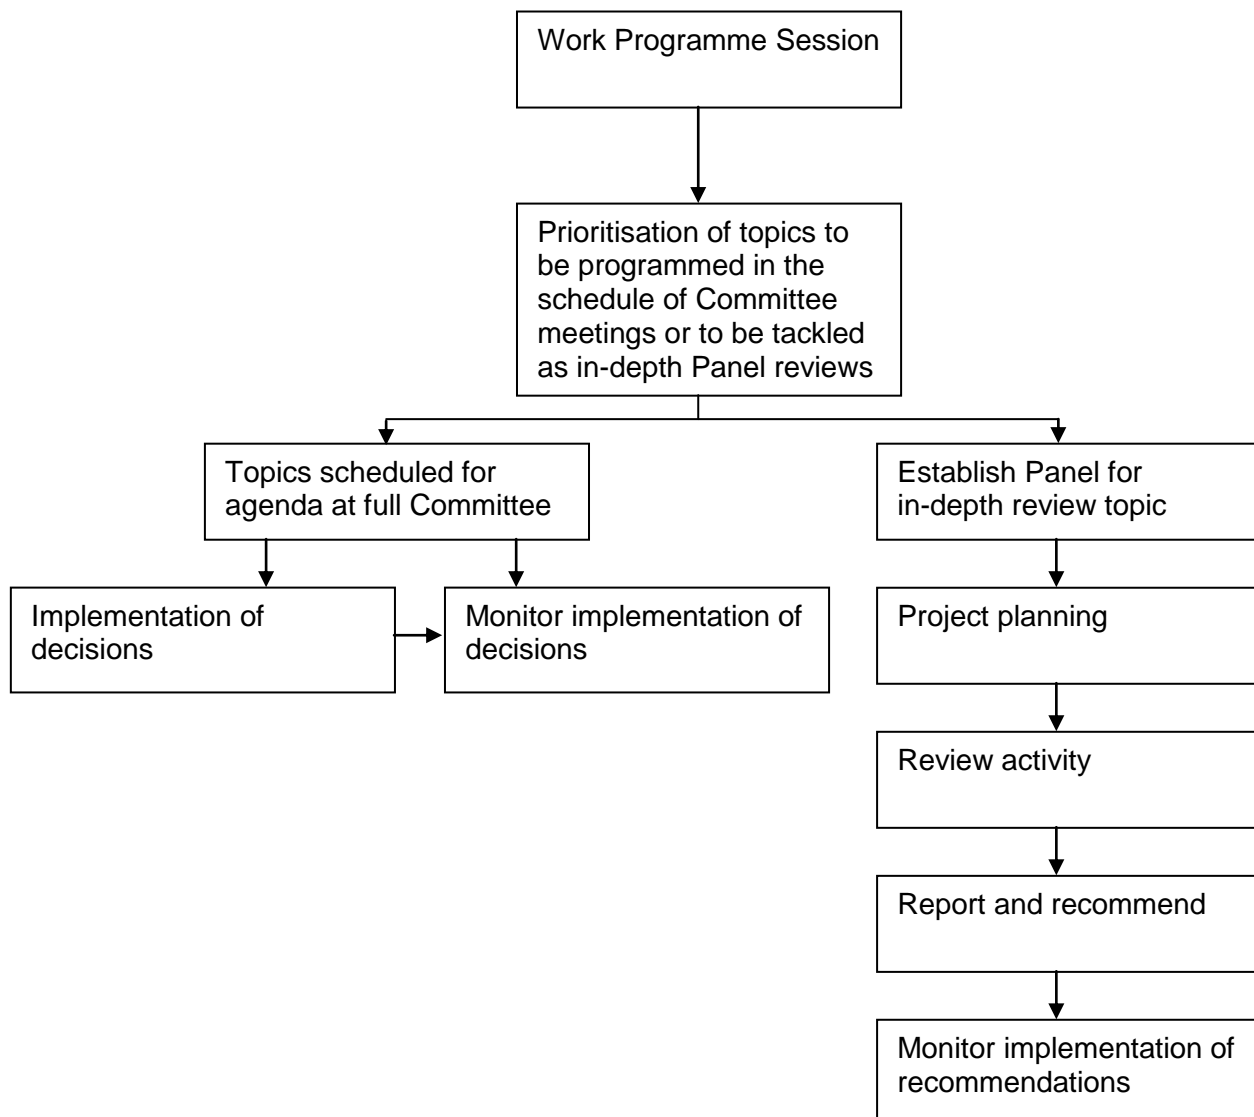 Work Programme Session
Prioritisation of topics to
be programmed in the
schedule of Committee
meetings or to be tackled
as in-depth Panel reviews
Topics scheduled for
agenda at full Committee
Establish Panel for
in-depth review topic
Implementation of
decisions
Monitor implementation of
decisions
Project planning
Review activity
Report and recommend
Monitor implementation of
recommendations